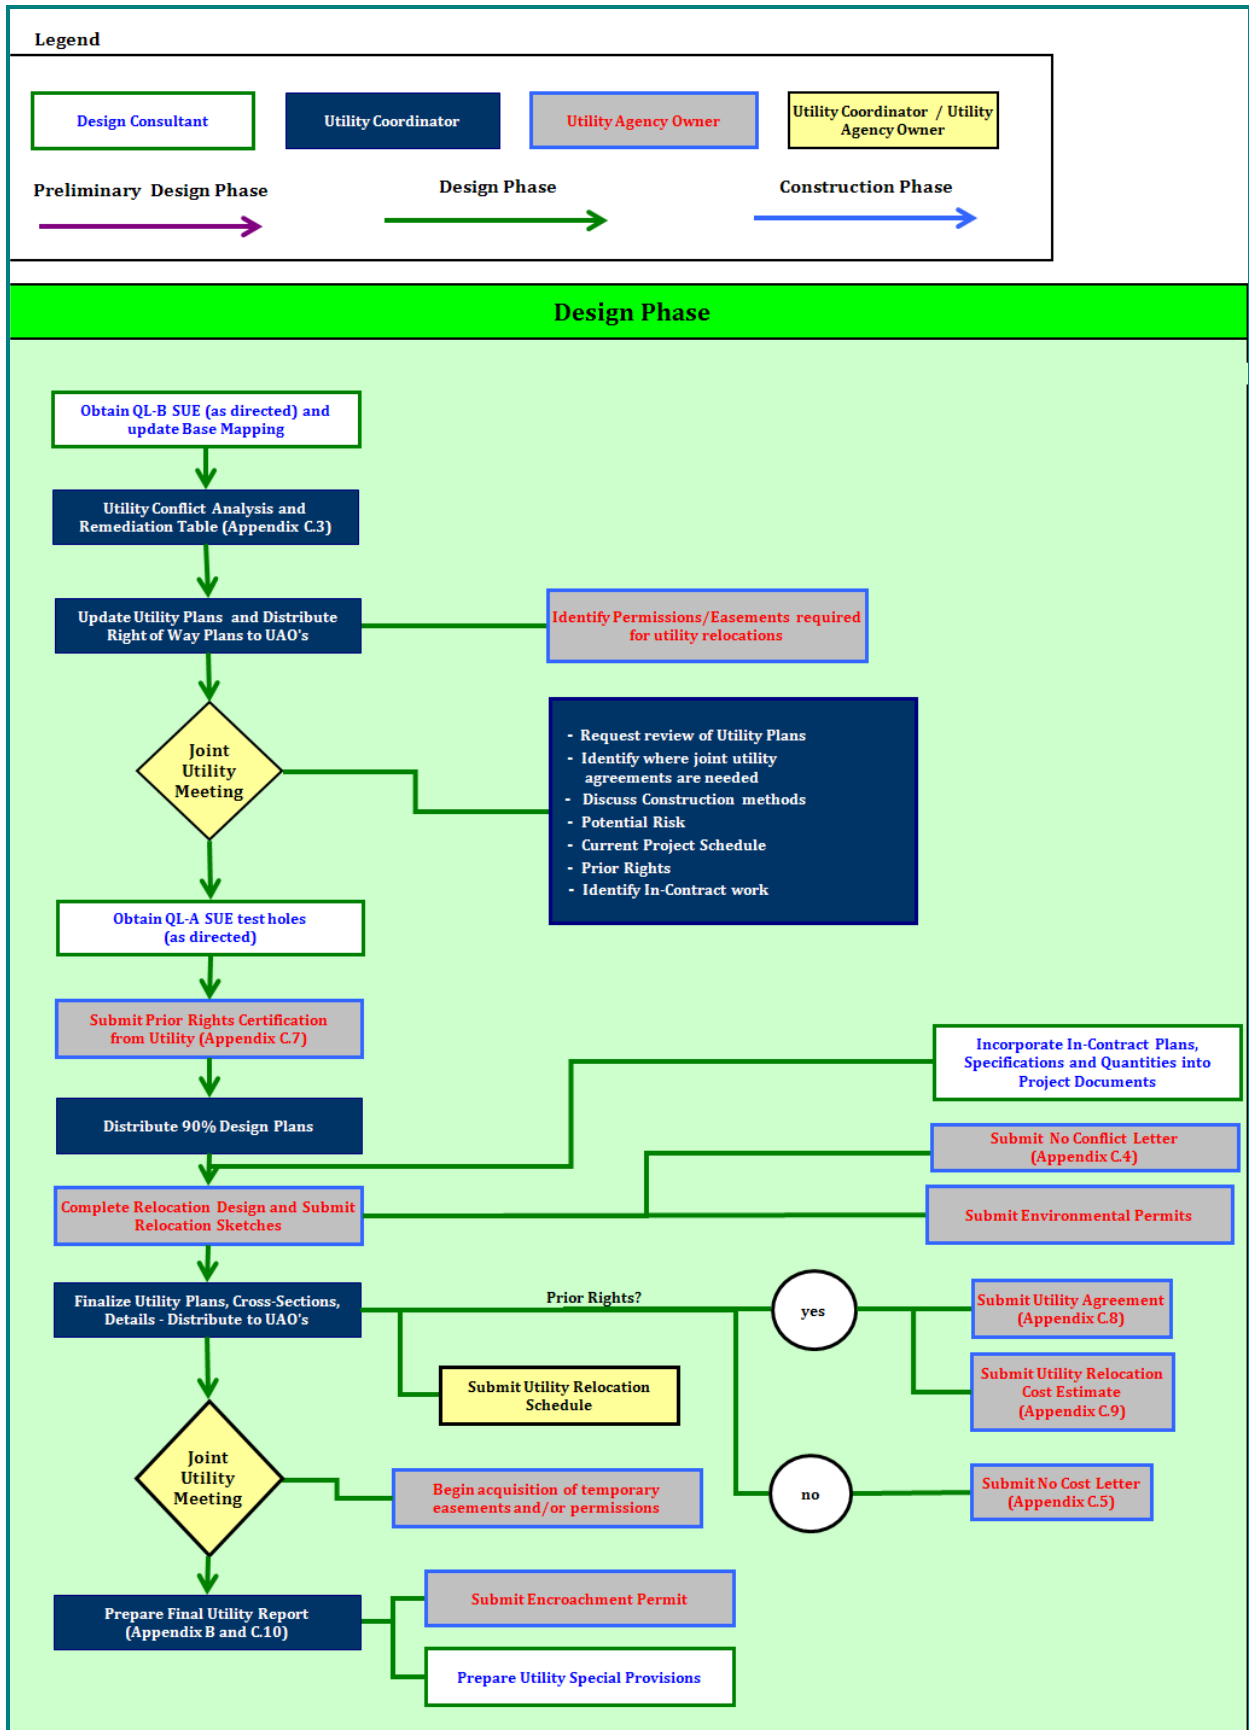 Legend
Design Consultant
Utility Coordinator
Utility Agency Owner
Utility Coordinator / Utility
Agency Owner
Preliminary Design Phase
Design Phase
Construction Phase
Design Phase
Obtain QL-B SUE (as directed) and
update Base Mapping
Utility Conflict Analysis and
Remediation Table (Appendix C.3)
Update Utility Plans and Distribute
Right of Way Plans to UAO's
Identify Permissions/Easements required
for utility relocations
Joint
Utility
Meeting
- Request review of Utility Plans
- Identify where joint utility
agreements are needed
- Discuss Construction methods
- Potential Risk
- Current Project Schedule
- Prior Rights
- Identify In-Contract work
Obtain QL-A SUE test holes
(as directed)
Submit Prior Rights Certification
from Utility (Appendix C.7)
Incorporate In-Contract Plans,
Specifications and Quantities into
Project Documents
Distribute 90% Design Plans
Submit No Conflict Letter
(Appendix C.4)
Complete Relocation Design and Submit
Relocation Sketches
Submit Environmental Permits
Finalize Utility Plans, Cross-Sections,
Details - Distribute to UAO's
Prior Rights?
yes
Submit Utility Agreement
(Appendix C.8)
Submit Utility Relocation
Schedule
Submit Utility Relocation
Cost Estimate
(Appendix C.9)
Joint
Utility
Meeting
Begin acquisition of temporary
easements and/or permissions
no
Submit No Cost Letter
(Appendix C.5)
Prepare Final Utility Report
(Appendix B and C.10)
Submit Encroachment Permit
Prepare Utility Special Provisions